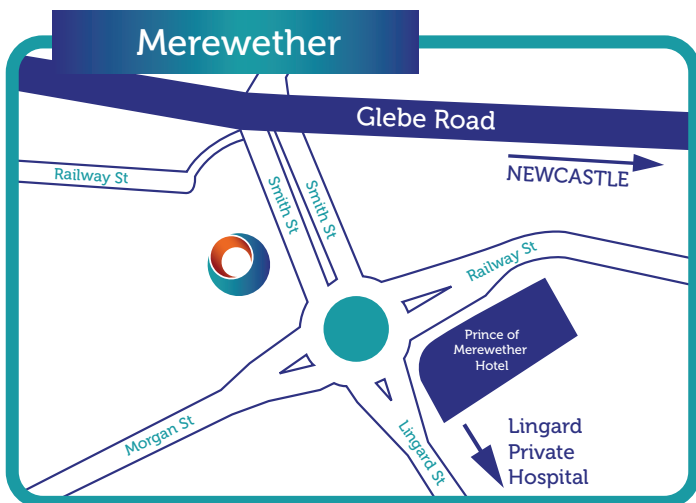 Merewether
Glebe Road
NEWCASTLE
Railway St
Smith St
Smith St
Railway St
Prince of
Merewether
Hotel
Morgan St
Lingard St
Lingard
Private
Hospital